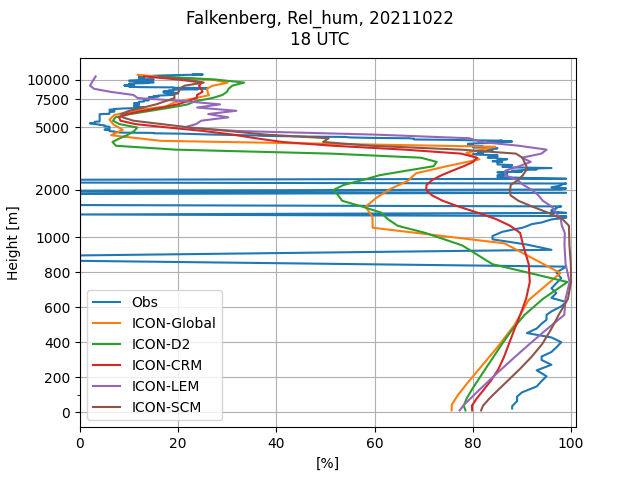 Falkenberg, Rel_hum, 20211022
18 UTC
10000
7500
5000
2000
1000
800
600
400
200
0
Height [m]
Obs
ICON-Global
ICON-D2
ICON-CRM
ICON-LEM
ICON-SCM
0 20 40 60 80 100
[%]